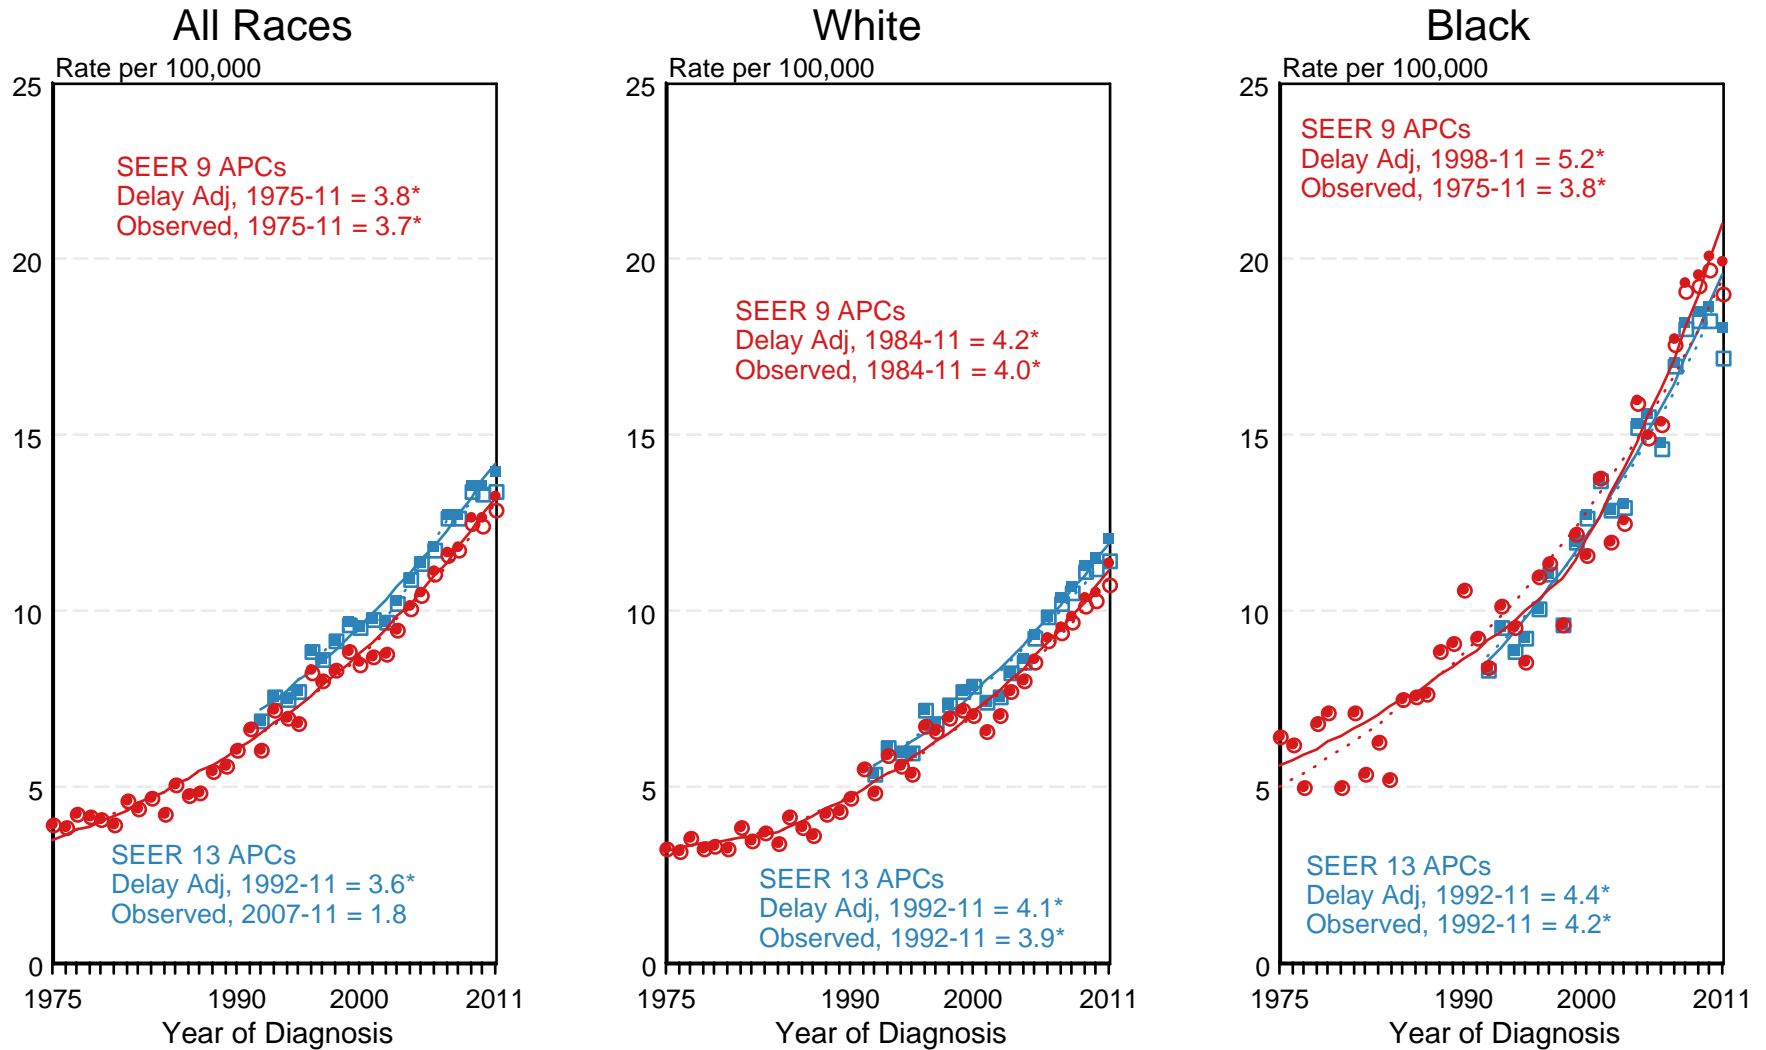 All Races
Rate per 100,000
25
20
15
10
5
0
SEER 9 APCs
Delay Adj, 1975-11 = 3.8*
Observed, 1975-11 = 3.7*
SEER 13 APCs
Delay Adj, 1992-11 = 3.6*
Observed, 2007-11 = 1.8
1975 1990 2000 2011
Year of Diagnosis
White
Rate per 100,000
25
20
15
10
5
0
SEER 9 APCs
Delay Adj, 1984-11 = 4.2*
Observed, 1984-11 = 4.0*
SEER 13 APCs
Delay Adj, 1992-11 = 4.1*
Observed, 1992-11 = 3.9*
1975 1990 2000 2011
Year of Diagnosis
Black
Rate per 100,000
25
20
15
10
5
0
SEER 9 APCs
Delay Adj, 1998-11 = 5.2*
Observed, 1975-11 = 3.8*
SEER 13 APCs
Delay Adj, 1992-11 = 4.4*
Observed, 1992-11 = 4.2*
1975 1990 2000 2011
Year of Diagnosis